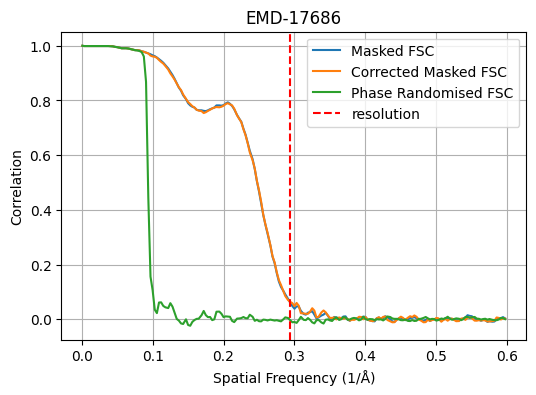 EMD-17686
Masked FSC
Corrected Masked FSC
Phase Randomised FSC
resolution
Correlation
1.0
0.8
0.6
0.4
0.2
0.0
0.0 0.1 0.2 0.3 0.4 0.5 0.6
Spatial Frequency (1/Å)